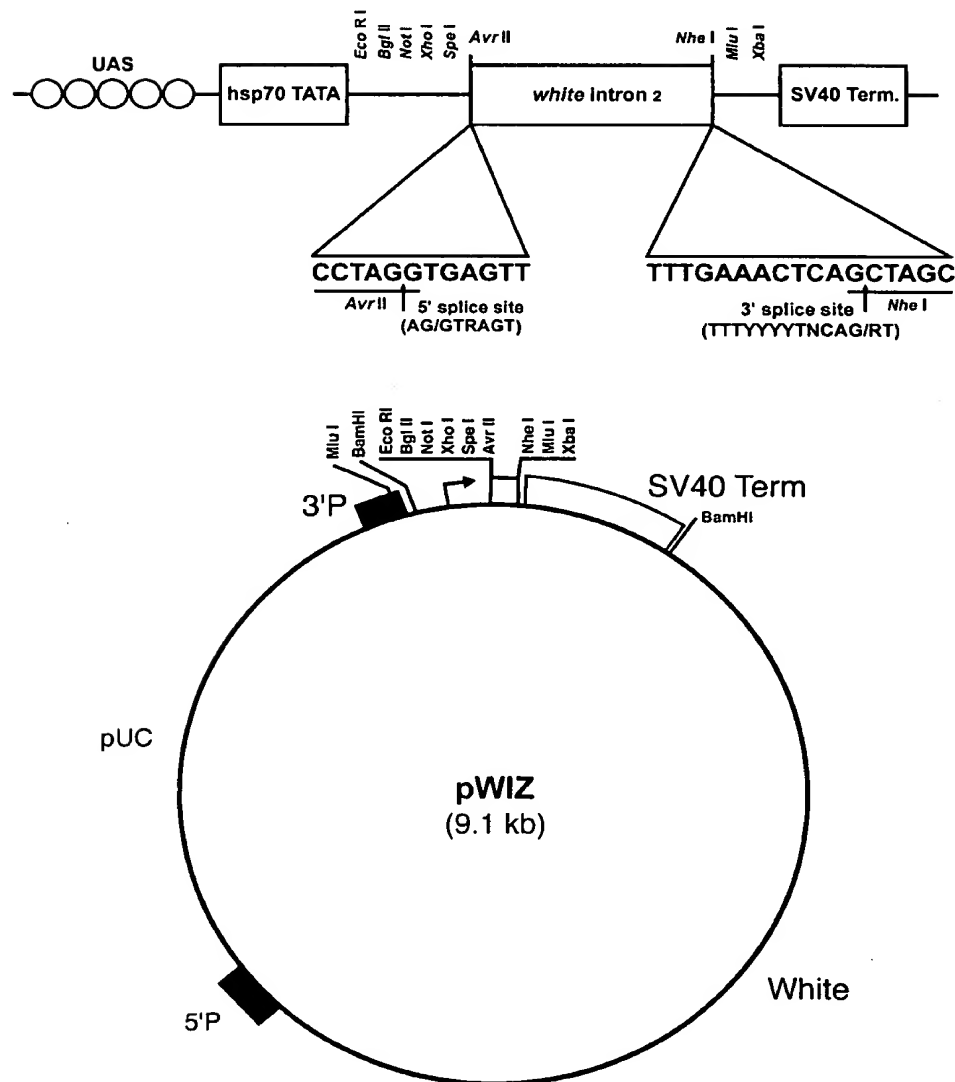 Eco R I
Bgl II
Not I
Xho I
Spe I
Avr II
Nhe I
Mlu I
Xba I
UAS
hsp70 TATA
white intron 2
SV40 Term.
CCTAGGTGAGTT
TTTGAAACTCAGCTAGC
Avr II
5' splice site
(AG/GTRAGT)
3' splice site
Nhe I
(TTTYYYYTNCAG/RT)
Mlu I
BamHI
Eco RI
Bgl II
Not I
Xho I
Spe I
Avr II
Nhe I
Mlu I
Xba I
3'P
SV40 Term
BamHI
pUC
pWIZ
(9.1 kb)
White
5'P